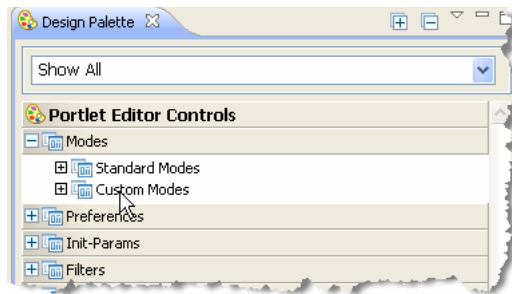 Design Palette
Show All
Portlet Editor Controls
Modes
Standard Modes
Custom Modes
Preferences
Init-Params
Filters